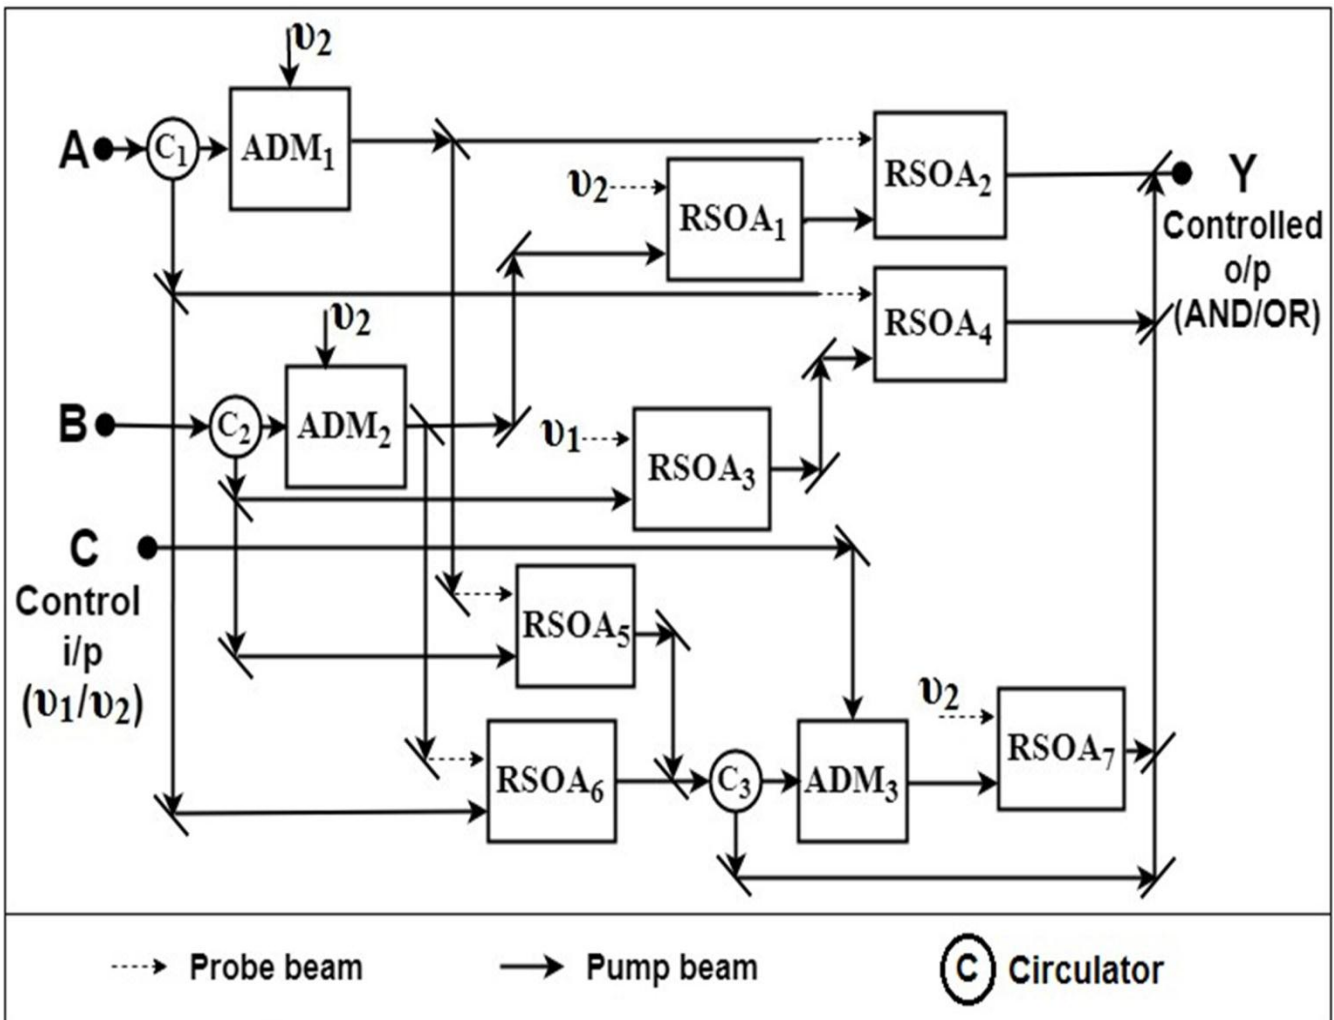 υ2
A
C1
ADM1
RSOA2
Y
υ2
RSOA1
Controlled
o/p
(AND/OR)
υ2
RSOA4
B
C2
ADM2
υ1
RSOA3
C
Control
i/p
(υ1/υ2)
RSOA5
υ2
RSOA7
RSOA6
C3
ADM3
Probe beam
Pump beam
C
Circulator